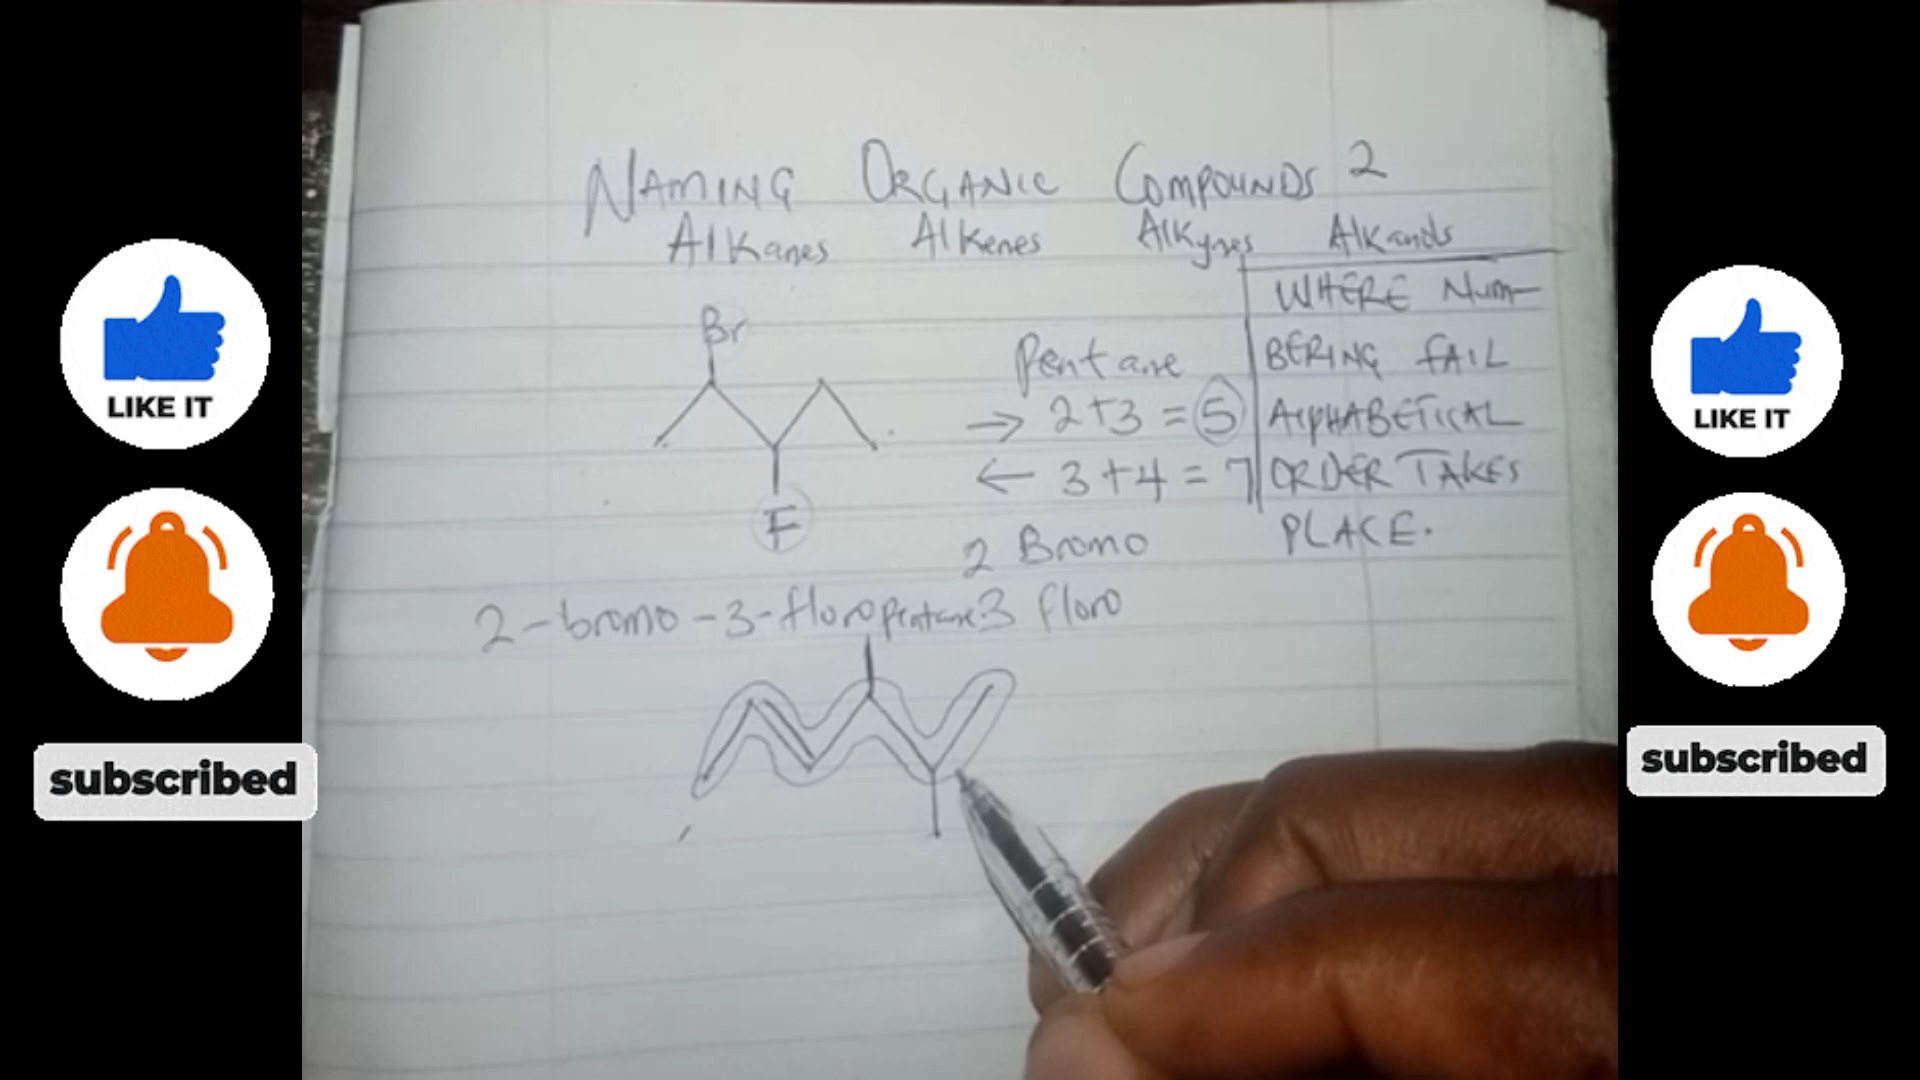 NAMING ORGANIC COMPOUNDS 2
Alkanes Alkenes Alkynes Alkanols
WHERE NUM-
BERING FAIL
ALPHABETICAL
ORDER TAKES
PLACE.
Br
F
Pentane
→ 2+3 = 5
← 3+4 = 7
2 Bromo
3 floro
2-bromo-3-floropentane
LIKE IT
subscribed
LIKE IT
subscribed